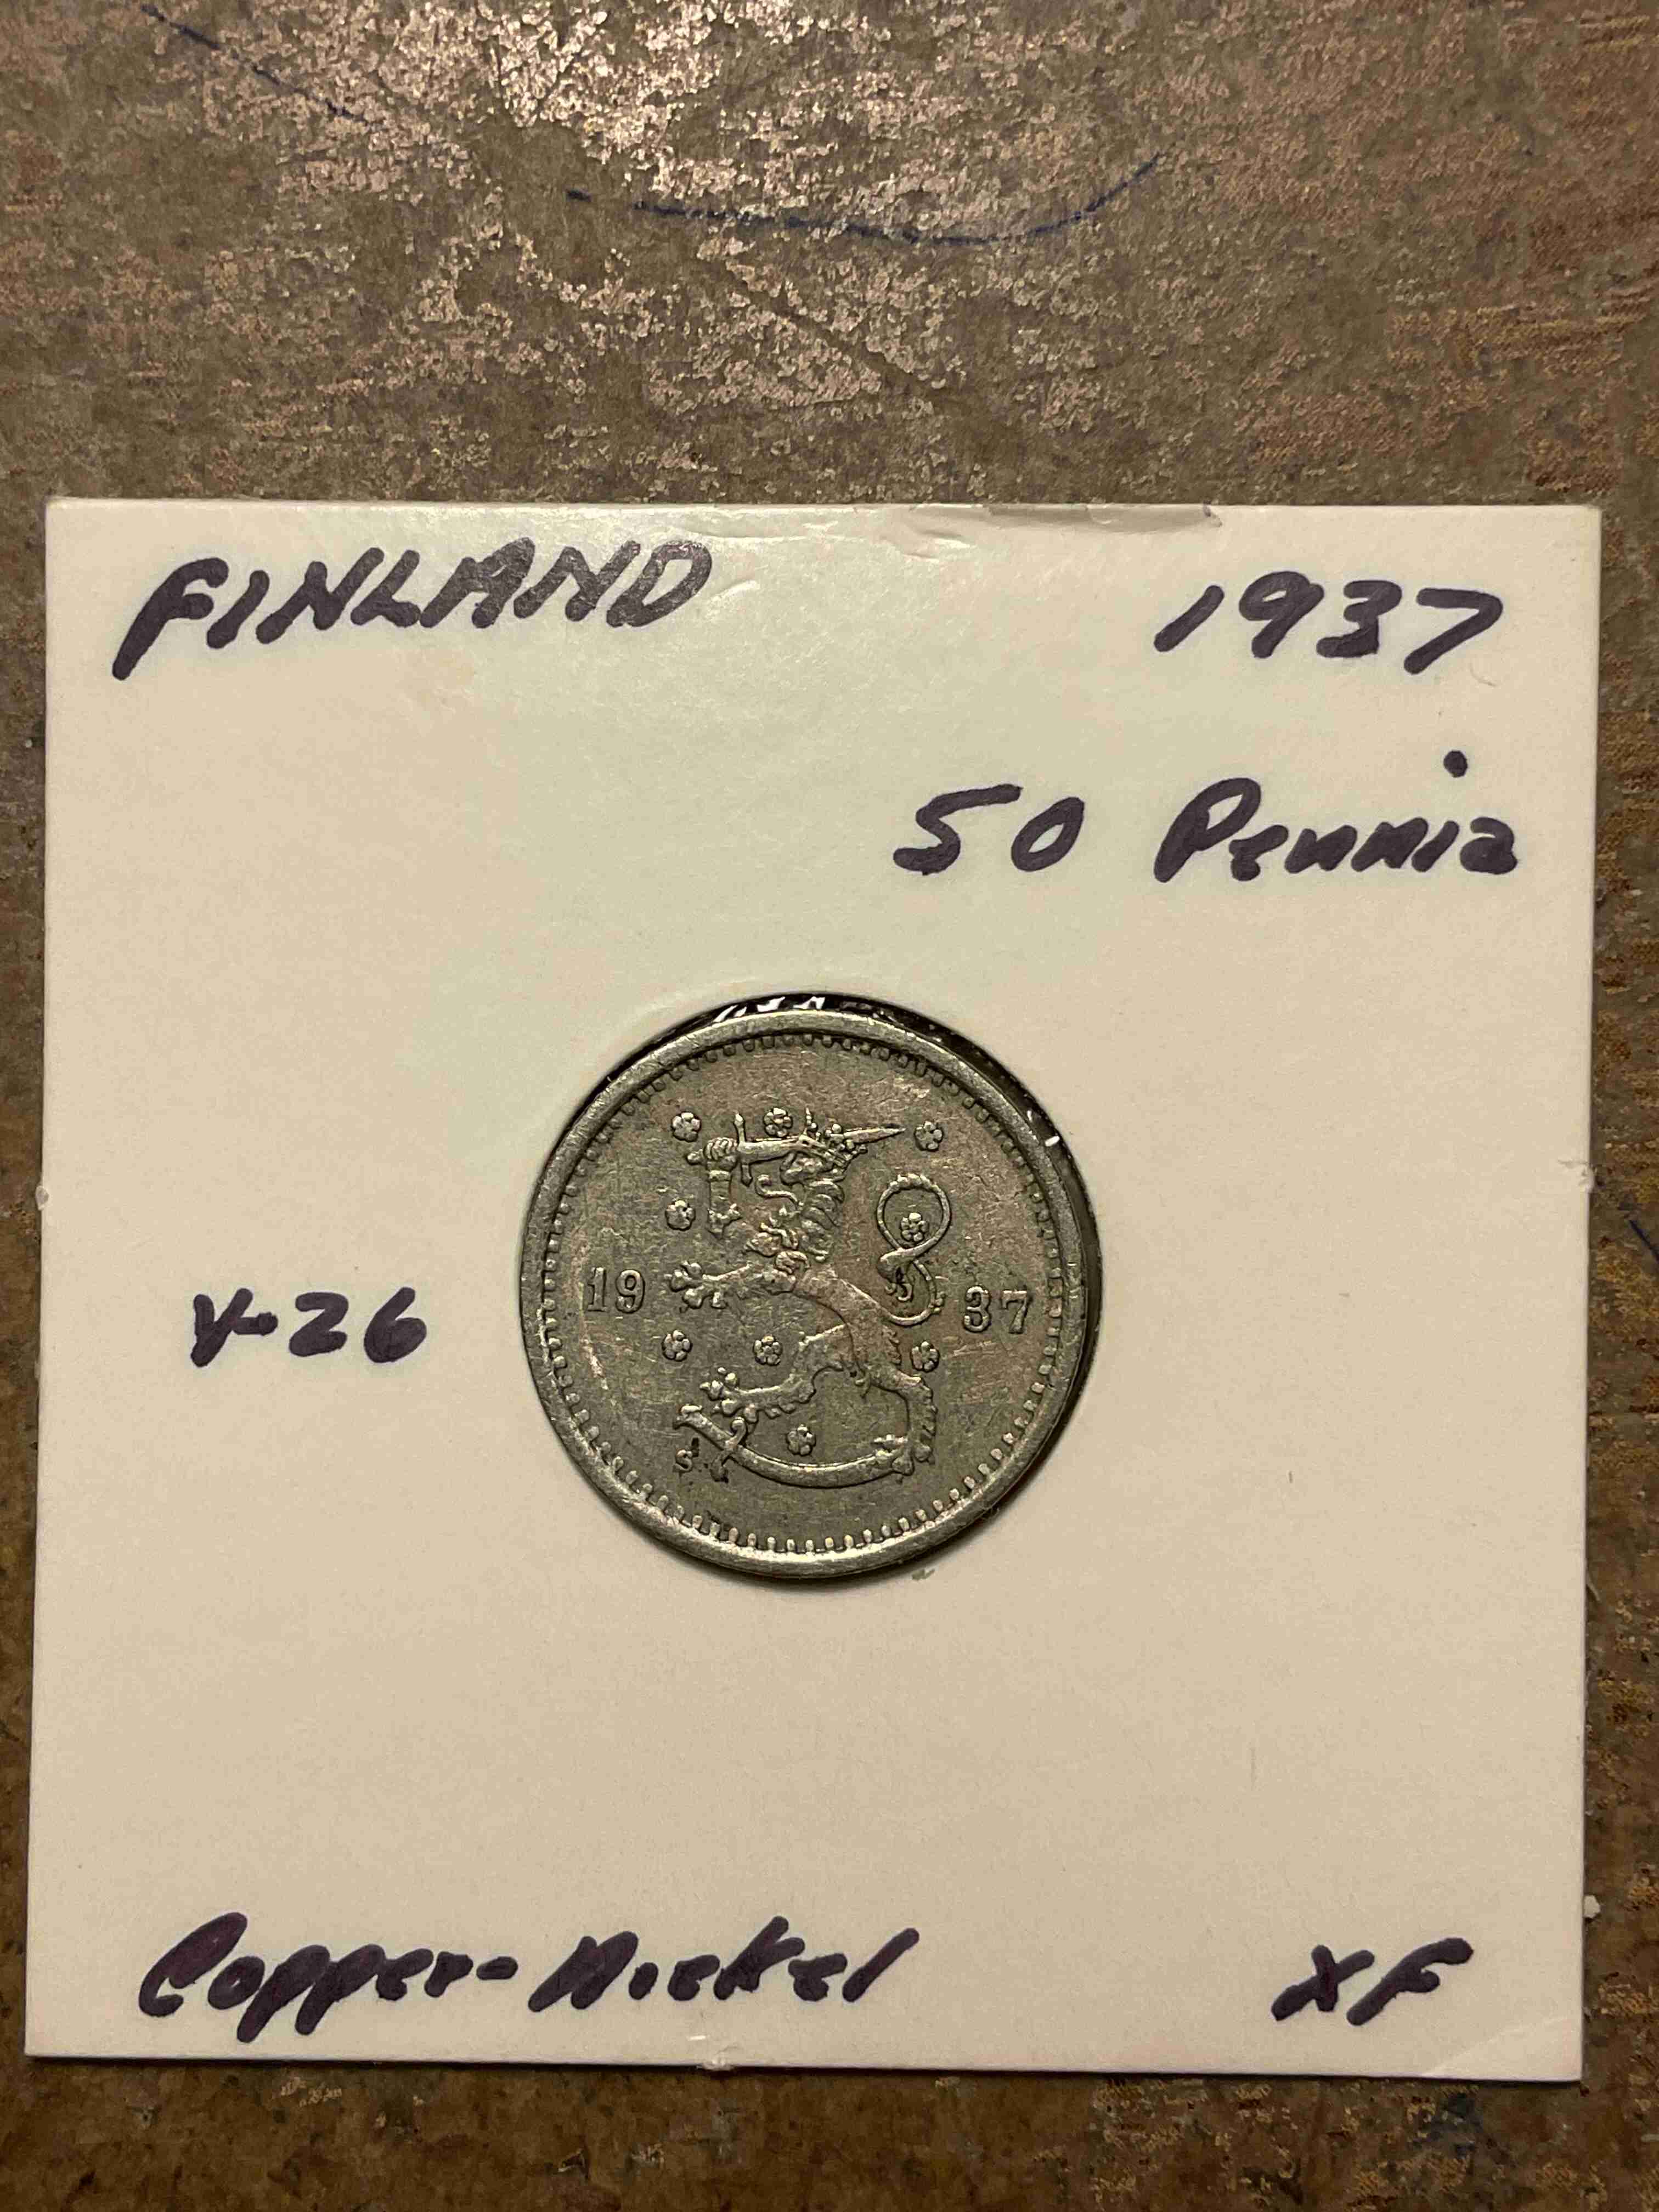 FINLAND 1937
50 Pennia
19 37
S
Y-26
Copper-Nickel XF